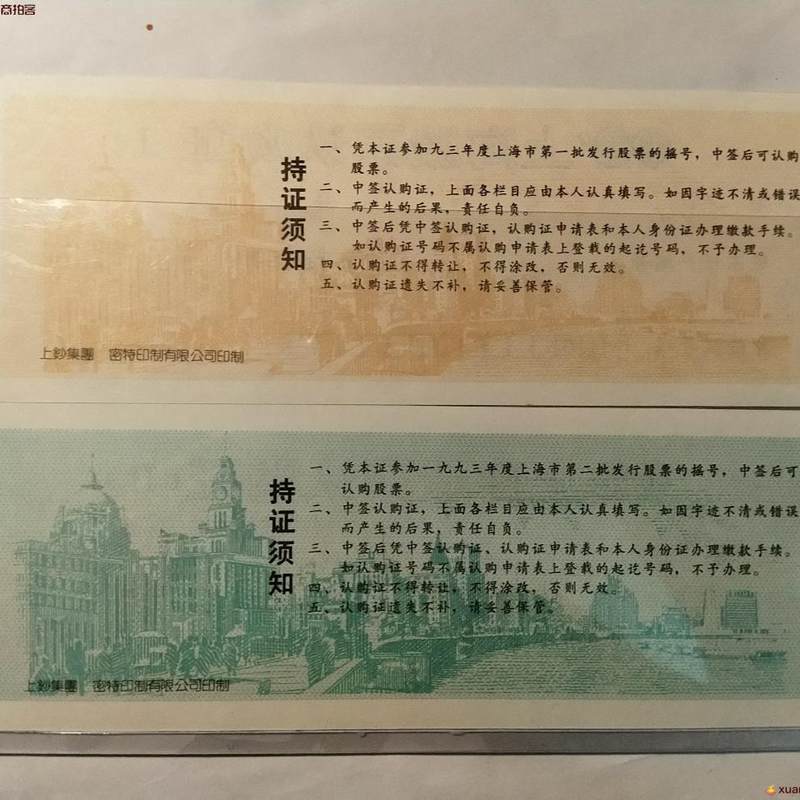 商拍客
持证须知
一、凭本证参加九三年度上海市第一批发行股票的摇号，中签后可认购
股票。
二、中签认购证，上面各栏目应由本人认真填写。如因字迹不清或错误
而产生的后果，责任自负。
三、中签后凭中签认购证，认购证申请表和本人身份证办理缴款手续。
如认购证号码不属认购申请表上登载的起讫号码，不予办理。
四、认购证不得转让，不得涂改，否则无效。
五、认购证遗失不补，请妥善保管。
上钞集團 密特印制有限公司印制
持证须知
一、凭本证参加一九九三年度上海市第二批发行股票的摇号，中签后可
认购股票。
二、中签认购证，上面各栏目应由本人认真填写。如因字迹不清或错误
而产生的后果，责任自负。
三、中签后凭中签认购证、认购证申请表和本人身份证办理缴款手续。
如认购证号码不属认购申请表上登载的起讫号码，不予办理。
四、认购证不得转让，不得涂改，否则无效。
五、认购证遗失不补，请妥善保管。
上钞集團 密特印制有限公司印制
xuan